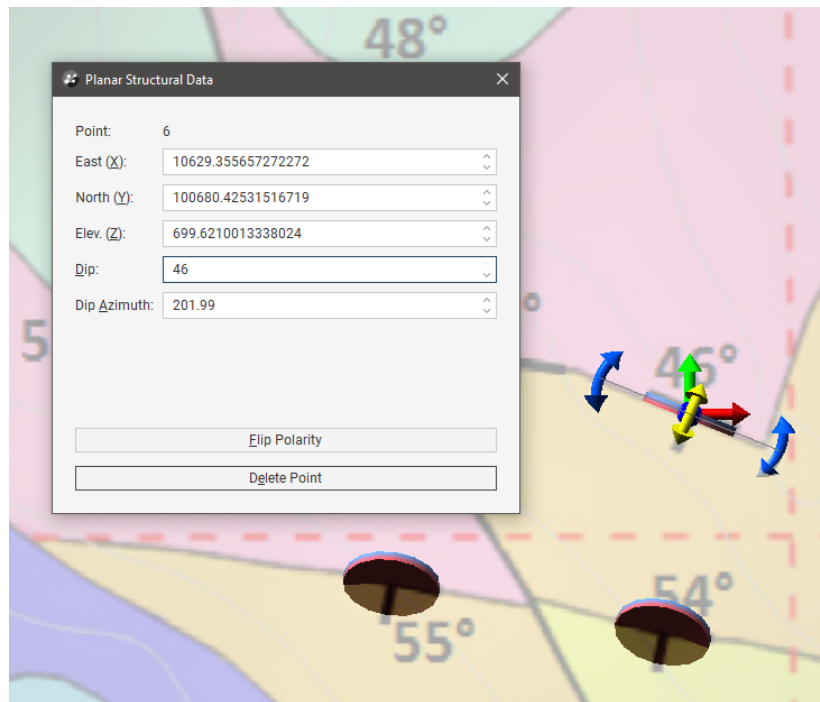 48°
Planar Structural Data
Point: 6
East (X): 10629.355657272272
North (Y): 100680.42531516719
Elev. (Z): 699.6210013338024
Dip: 46
Dip Azimuth: 201.99
5
°
46°
Flip Polarity
Delete Point
54°
55°